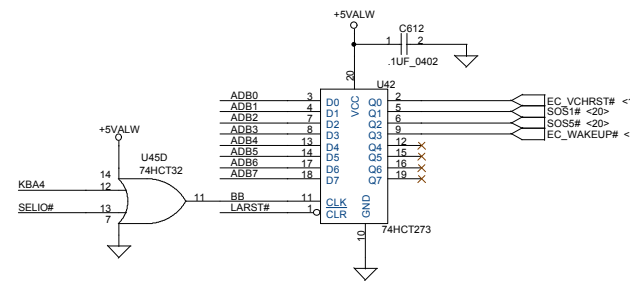 +5VALW
C612
1 2
.1UF_0402
20
U42
ADB0 3 D0 VCC Q0 2 EC_VCHRST#
ADB1 4 D1 Q1 5 SOS1# <20>
ADB2 7 D2 Q2 6 SOS5# <20>
ADB3 8 D3 Q3 9 EC_WAKEUP# <
ADB4 13 D4 Q4 12
ADB5 14 D5 Q5 15
ADB6 17 D6 Q6 16
ADB7 18 D7 Q7 19
+5VALW
U45D
14 74HCT32
KBA4 12
11 BB 11 CLK
SELIO# 13
LARST# 1 CLR GND
7
10
74HCT273